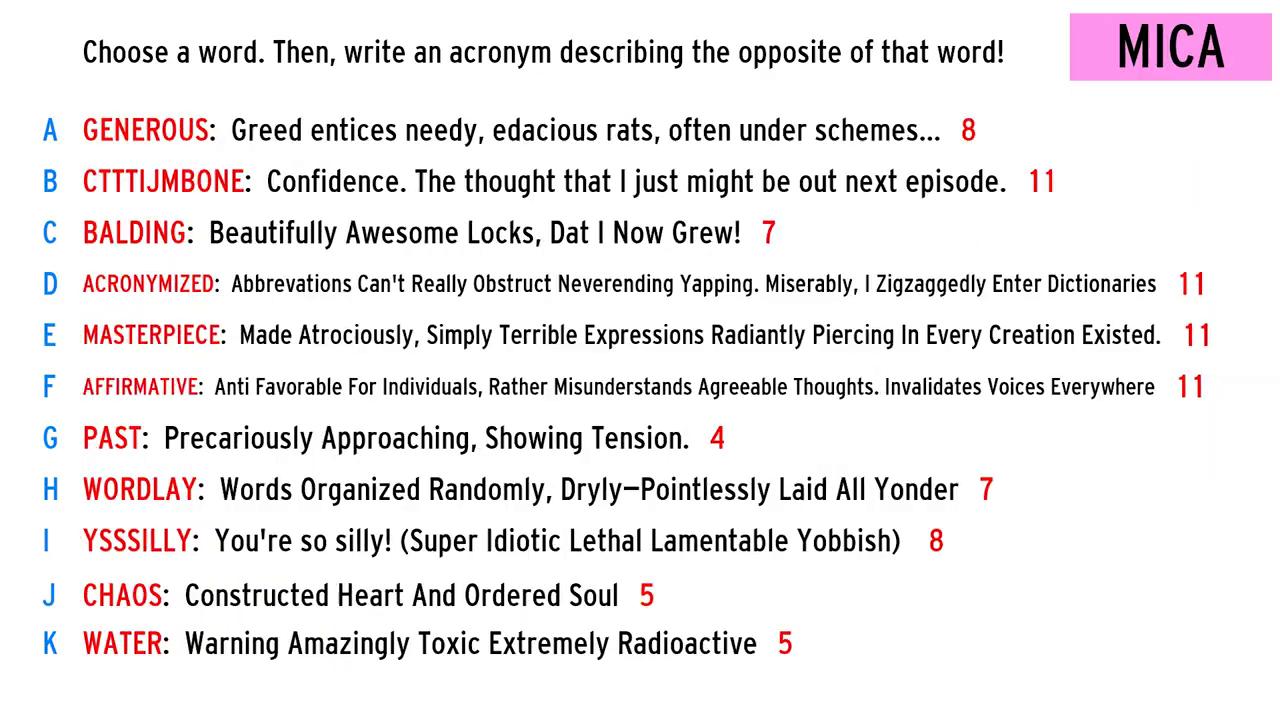 Choose a word. Then, write an acronym describing the opposite of that word!
MICA
A GENEROUS: Greed entices needy, edacious rats, often under schemes... 8
B CTTTIJMBONE: Confidence. The thought that I just might be out next episode. 11
C BALDING: Beautifully Awesome Locks, Dat I Now Grew! 7
D ACRONYMIZED: Abbrevations Can't Really Obstruct Neverending Yapping. Miserably, I Zigzaggedly Enter Dictionaries 11
E MASTERPIECE: Made Atrociously, Simply Terrible Expressions Radiantly Piercing In Every Creation Existed. 11
F AFFIRMATIVE: Anti Favorable For Individuals, Rather Misunderstands Agreeable Thoughts. Invalidates Voices Everywhere 11
G PAST: Precariously Approaching, Showing Tension. 4
H WORDLAY: Words Organized Randomly, Dryly—Pointlessly Laid All Yonder 7
I YSSSILLY: You're so silly! (Super Idiotic Lethal Lamentable Yobbish) 8
J CHAOS: Constructed Heart And Ordered Soul 5
K WATER: Warning Amazingly Toxic Extremely Radioactive 5